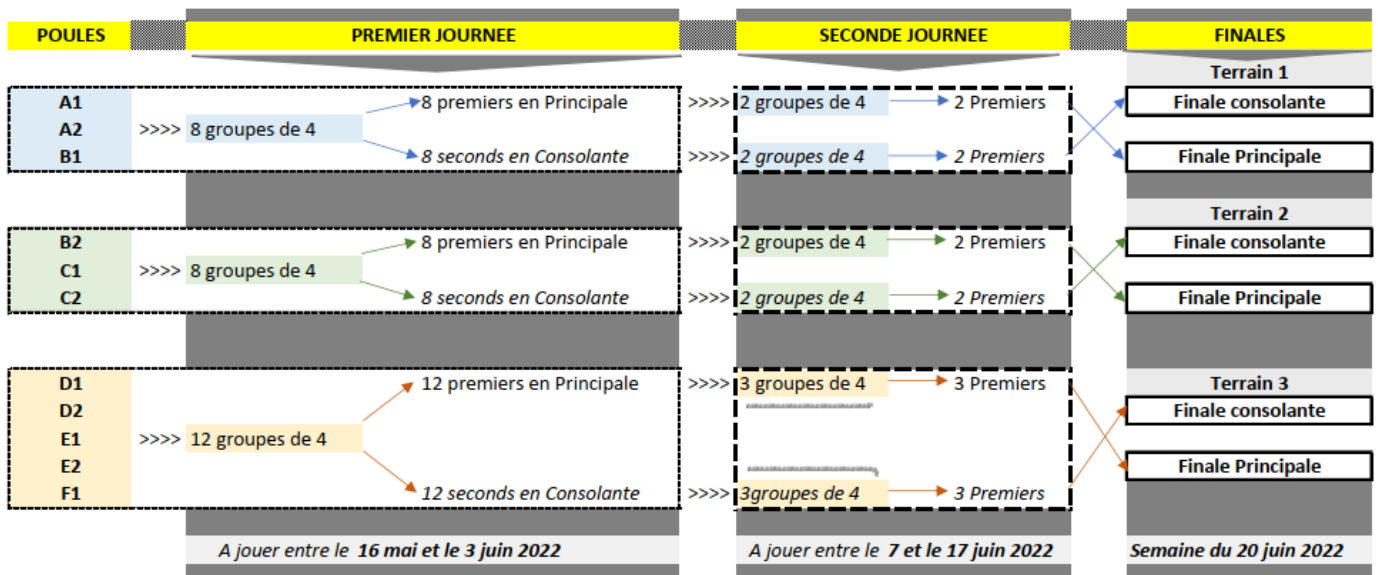 POULES PREMIER JOURNEE SECONDE JOURNEE FINALES
Terrain 1
A1 8 premiers en Principale >>>> 2 groupes de 4 2 Premiers Finale consolante
A2 >>>> 8 groupes de 4
B1 8 seconds en Consolante >>>> 2 groupes de 4 2 Premiers Finale Principale
Terrain 2
B2 8 premiers en Principale >>>> 2 groupes de 4 2 Premiers Finale consolante
C1 >>>> 8 groupes de 4
C2 8 seconds en Consolante >>>> 2 groupes de 4 2 Premiers Finale Principale
D1 12 premiers en Principale >>>> 3 groupes de 4 3 Premiers Terrain 3
D2 Finale consolante
E1 >>>> 12 groupes de 4
E2 Finale Principale
F1 12 seconds en Consolante >>>> 3groupes de 4 3 Premiers
A jouer entre le 16 mai et le 3 juin 2022 A jouer entre le 7 et le 17 juin 2022 Semaine du 20 juin 2022